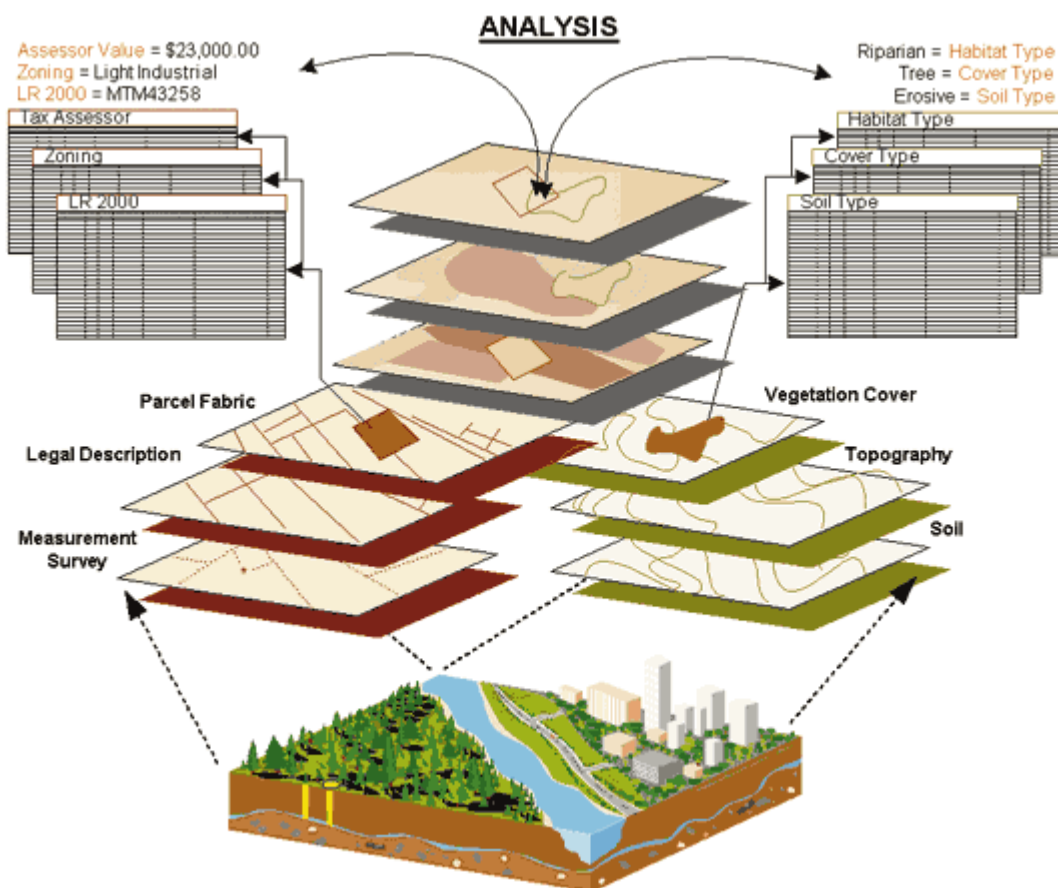 ANALYSIS
Assessor Value = $23,000.00
Zoning = Light Industrial
LR 2000 = MTM43258
Tax Assessor
Zoning
LR 2000
Riparian = Habitat Type
Tree = Cover Type
Erosive = Soil Type
Habitat Type
Cover Type
Soil Type
Parcel Fabric
Legal Description
Measurement
Survey
Vegetation Cover
Topography
Soil